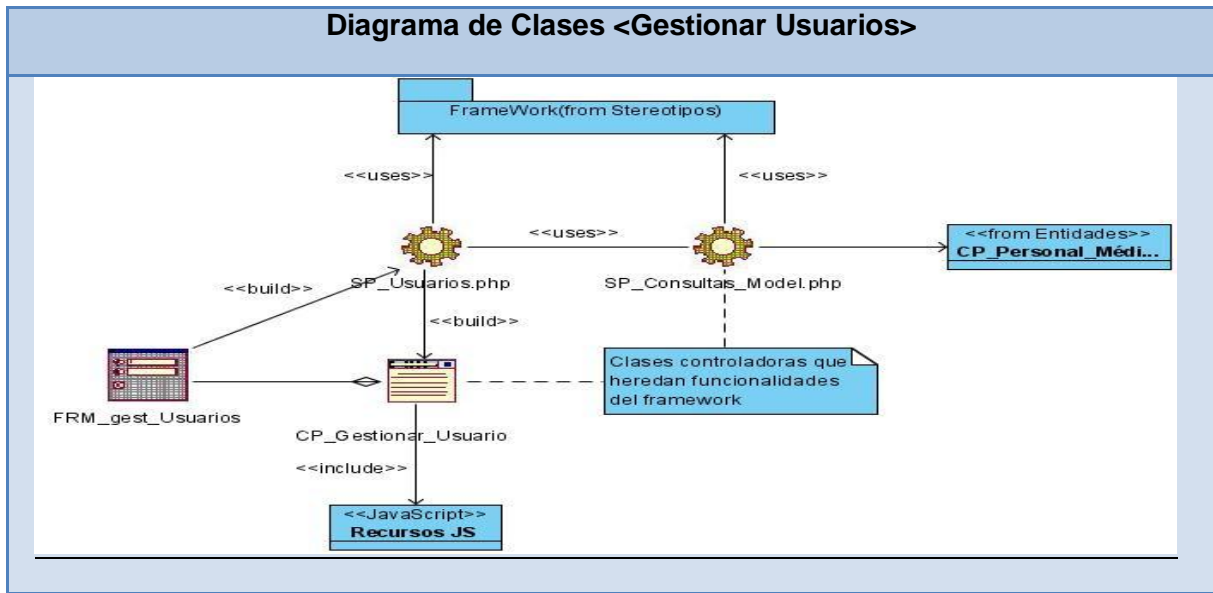 Diagrama de Clases <Gestionar Usuarios>
FrameWork(from Stereotipos)
<<uses>>
<<uses>>
<<uses>>
<<from Entidades>>
CP_Personal_Médi...
SP_Usuarios.php
SP_Consultas_Model.php
<<build>>
<<build>>
Clases controladoras que
heredan funcionalidades
del framework
FRM_gest_Usuarios
CP_Gestionar_Usuario
<<include>>
<<JavaScript>>
Recursos JS